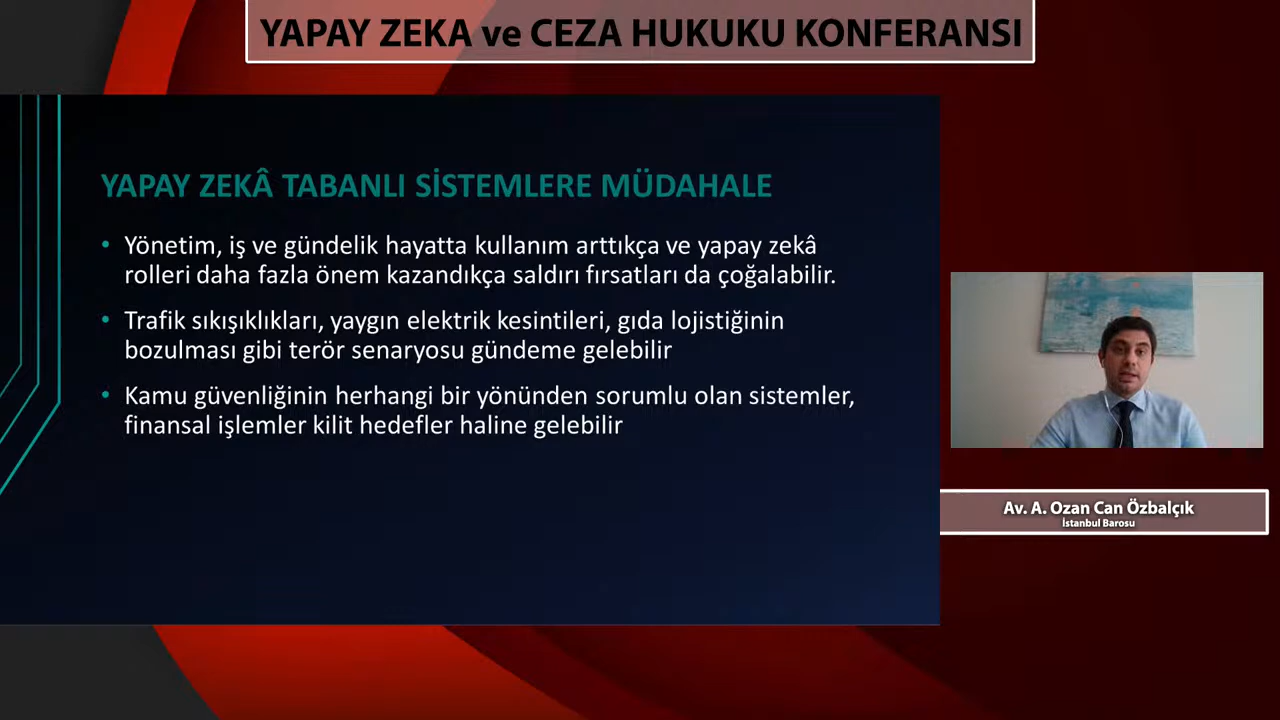 YAPAY ZEKA ve CEZA HUKUKU KONFERANSI
YAPAY ZEKÂ TABANLI SİSTEMLERE MÜDAHALE
• Yönetim, iş ve gündelik hayatta kullanım arttıkça ve yapay zekâ
rolleri daha fazla önem kazandıkça saldırı fırsatları da çoğalabilir.
• Trafik sıkışıklıkları, yaygın elektrik kesintileri, gıda lojistiğinin
bozulması gibi terör senaryosu gündeme gelebilir
• Kamu güvenliğinin herhangi bir yönünden sorumlu olan sistemler,
finansal işlemler kilit hedefler haline gelebilir
Av. A. Ozan Can Özbalçık
İstanbul Barosu